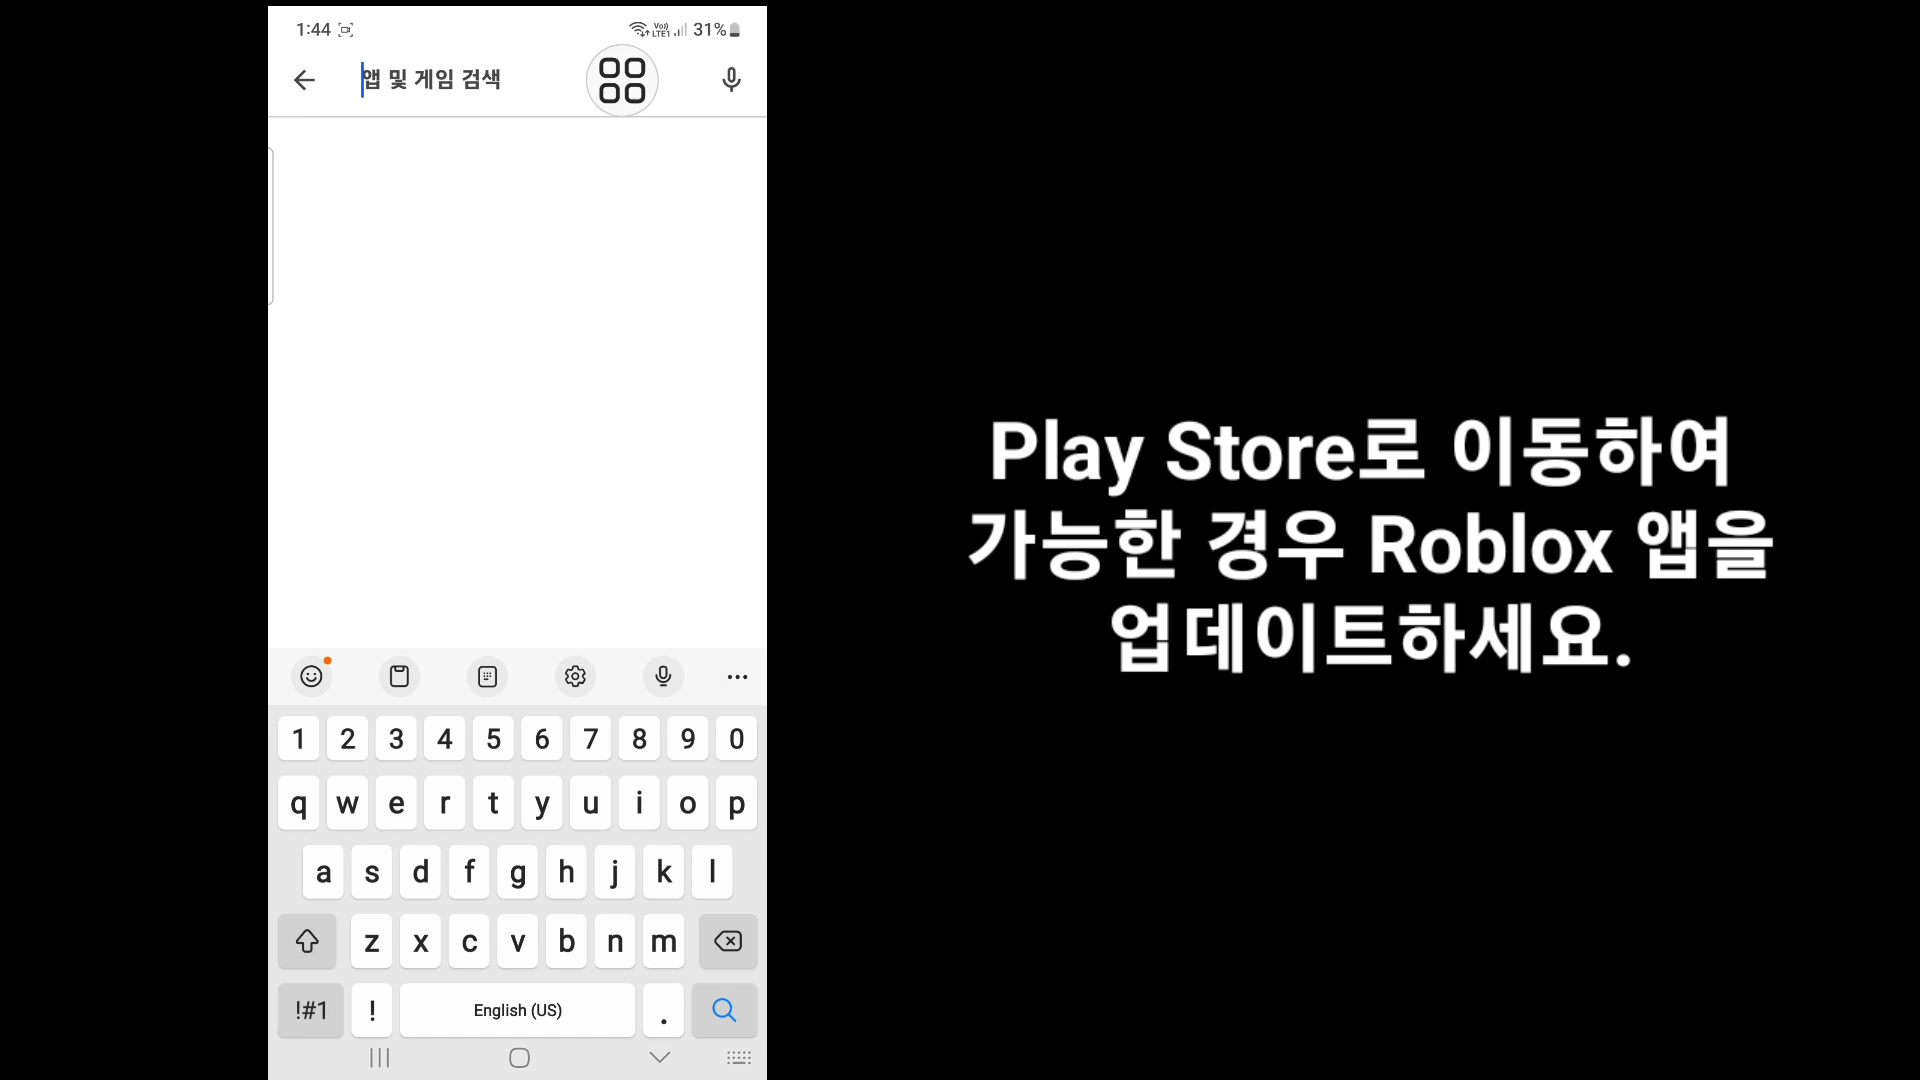 1:44
Vo)) LTE1 31%
앱 및 게임 검색
Play Store로 이동하여
가능한 경우 Roblox 앱을
업데이트하세요.
1 2 3 4 5 6 7 8 9 0
q w e r t y u i o p
a s d f g h j k l
z x c v b n m
!#1 ! English (US) .